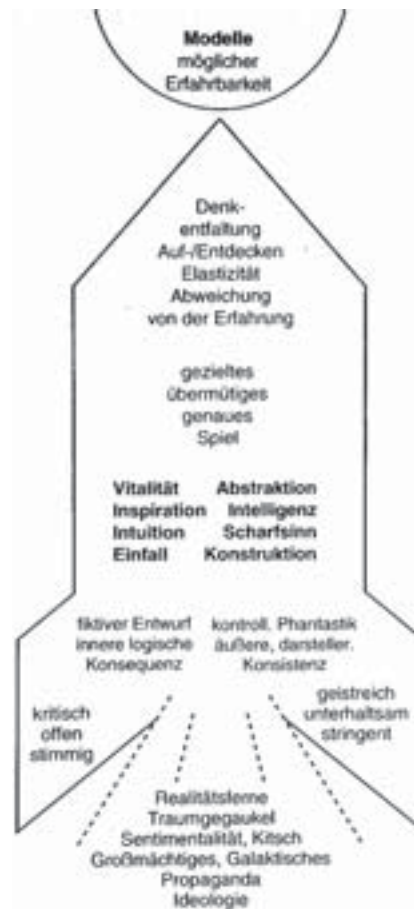 Modelle
möglicher
Erfahrbarkeit
Denk-
entfaltung
Auf-/Entdecken
Elastizität
Abweichung
von der Erfahrung
gezieltes
übermütiges
genaues
Spiel
Vitalität Abstraktion
Inspiration Intelligenz
Intuition Scharfsinn
Einfall Konstruktion
fiktiver Entwurf kontroll. Phantastik
innere logische äußere, darsteller.
Konsequenz Konsistenz
kritisch
offen
stimmig
geistreich
unterhaltsam
stringent
Realitätsferne
Traumgegaukel
Sentimentalität, Kitsch
Großmächtiges, Galaktisches
Propaganda
Ideologie